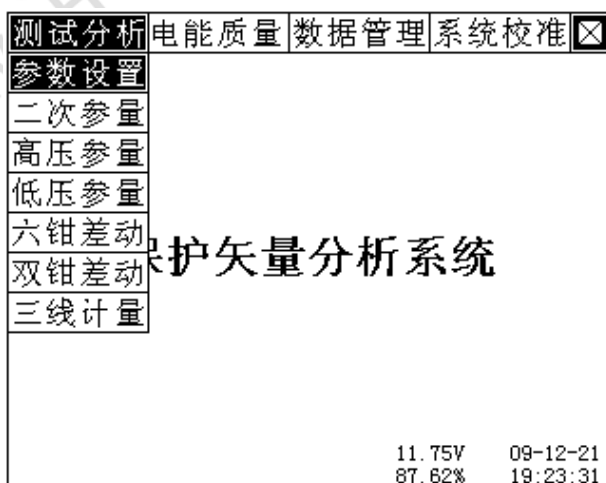 测试分析 电能质量 数据管理 系统校准
参数设置
二次参量
高压参量
低压参量
六钳差动
双钳差动
三线计量
护矢量分析系统
11.75V 09-12-21
87.62% 19:23:31